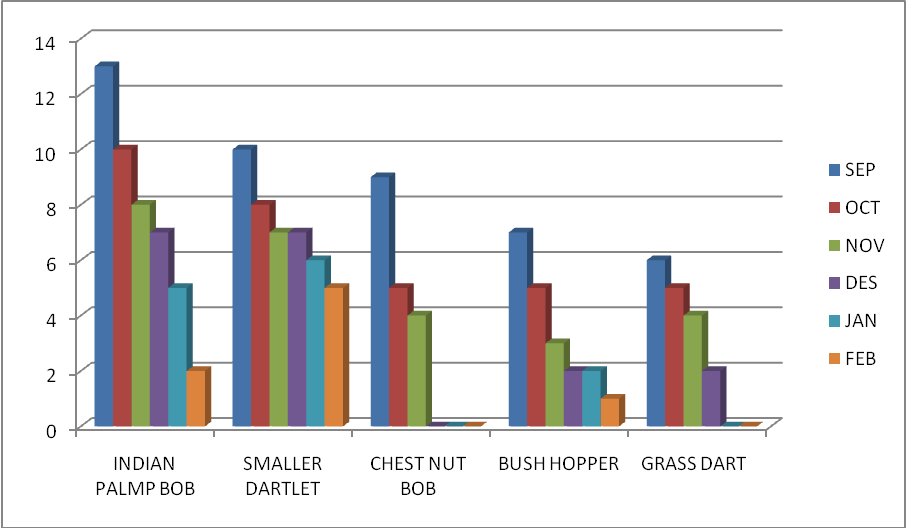 14
12
10
8
6
4
2
0
INDIAN
PALMP BOB
SMALLER
DARTLET
CHEST NUT
BOB
BUSH HOPPER
GRASS DART
SEP
OCT
NOV
DES
JAN
FEB